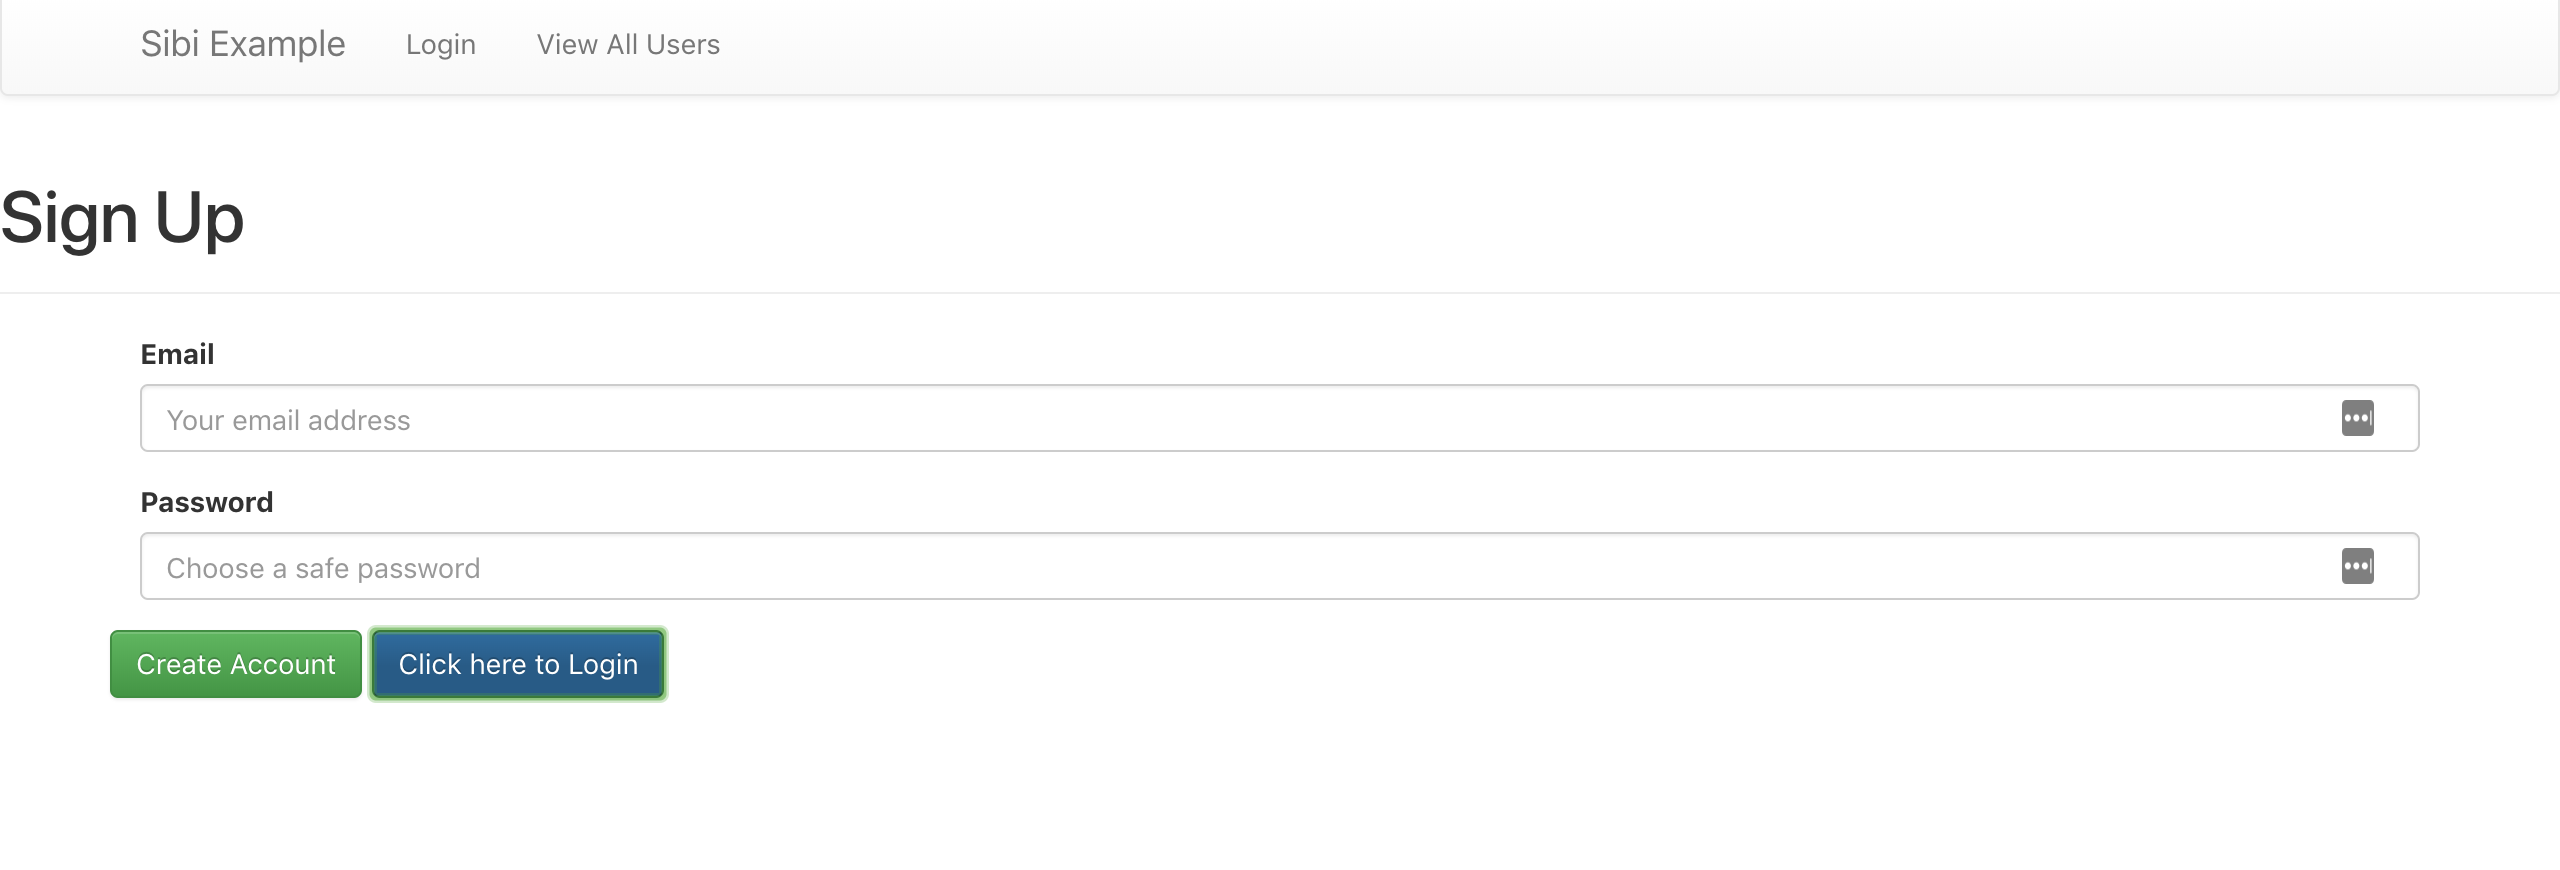 Sibi Example Login View All Users
Sign Up
Email
Your email address
Password
Choose a safe password
Create Account Click here to Login